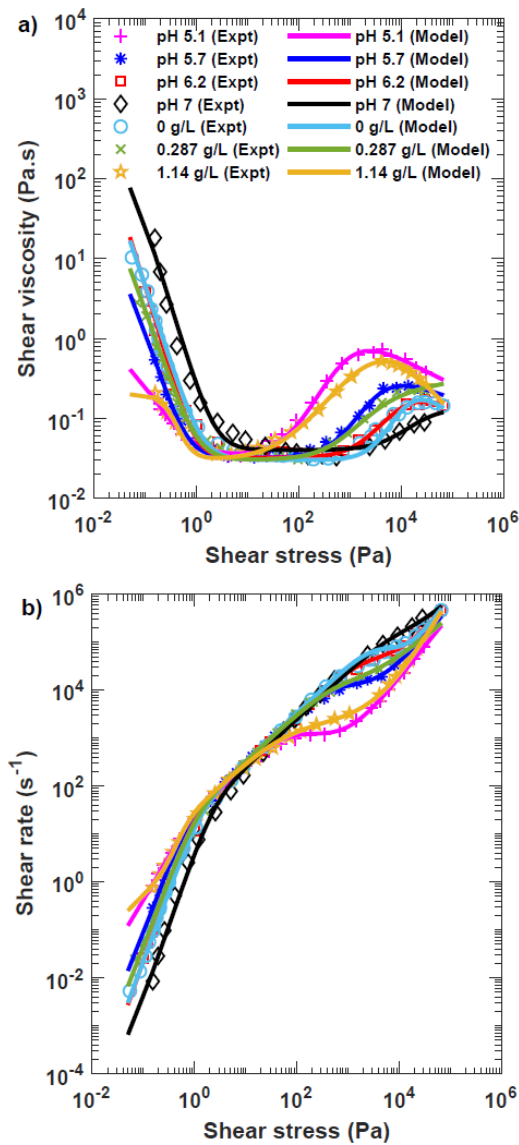 a)
10^4
10^3
10^2
10^1
10^0
10^-1
10^-2
Shear viscosity (Pa.s)
pH 5.1 (Expt) pH 5.1 (Model)
pH 5.7 (Expt) pH 5.7 (Model)
pH 6.2 (Expt) pH 6.2 (Model)
pH 7 (Expt) pH 7 (Model)
0 g/L (Expt) 0 g/L (Model)
0.287 g/L (Expt) 0.287 g/L (Model)
1.14 g/L (Expt) 1.14 g/L (Model)
10^-2 10^0 10^2 10^4 10^6
Shear stress (Pa)
b)
10^6
10^4
10^2
10^0
10^-2
10^-4
Shear rate (s^-1)
10^-2 10^0 10^2 10^4 10^6
Shear stress (Pa)